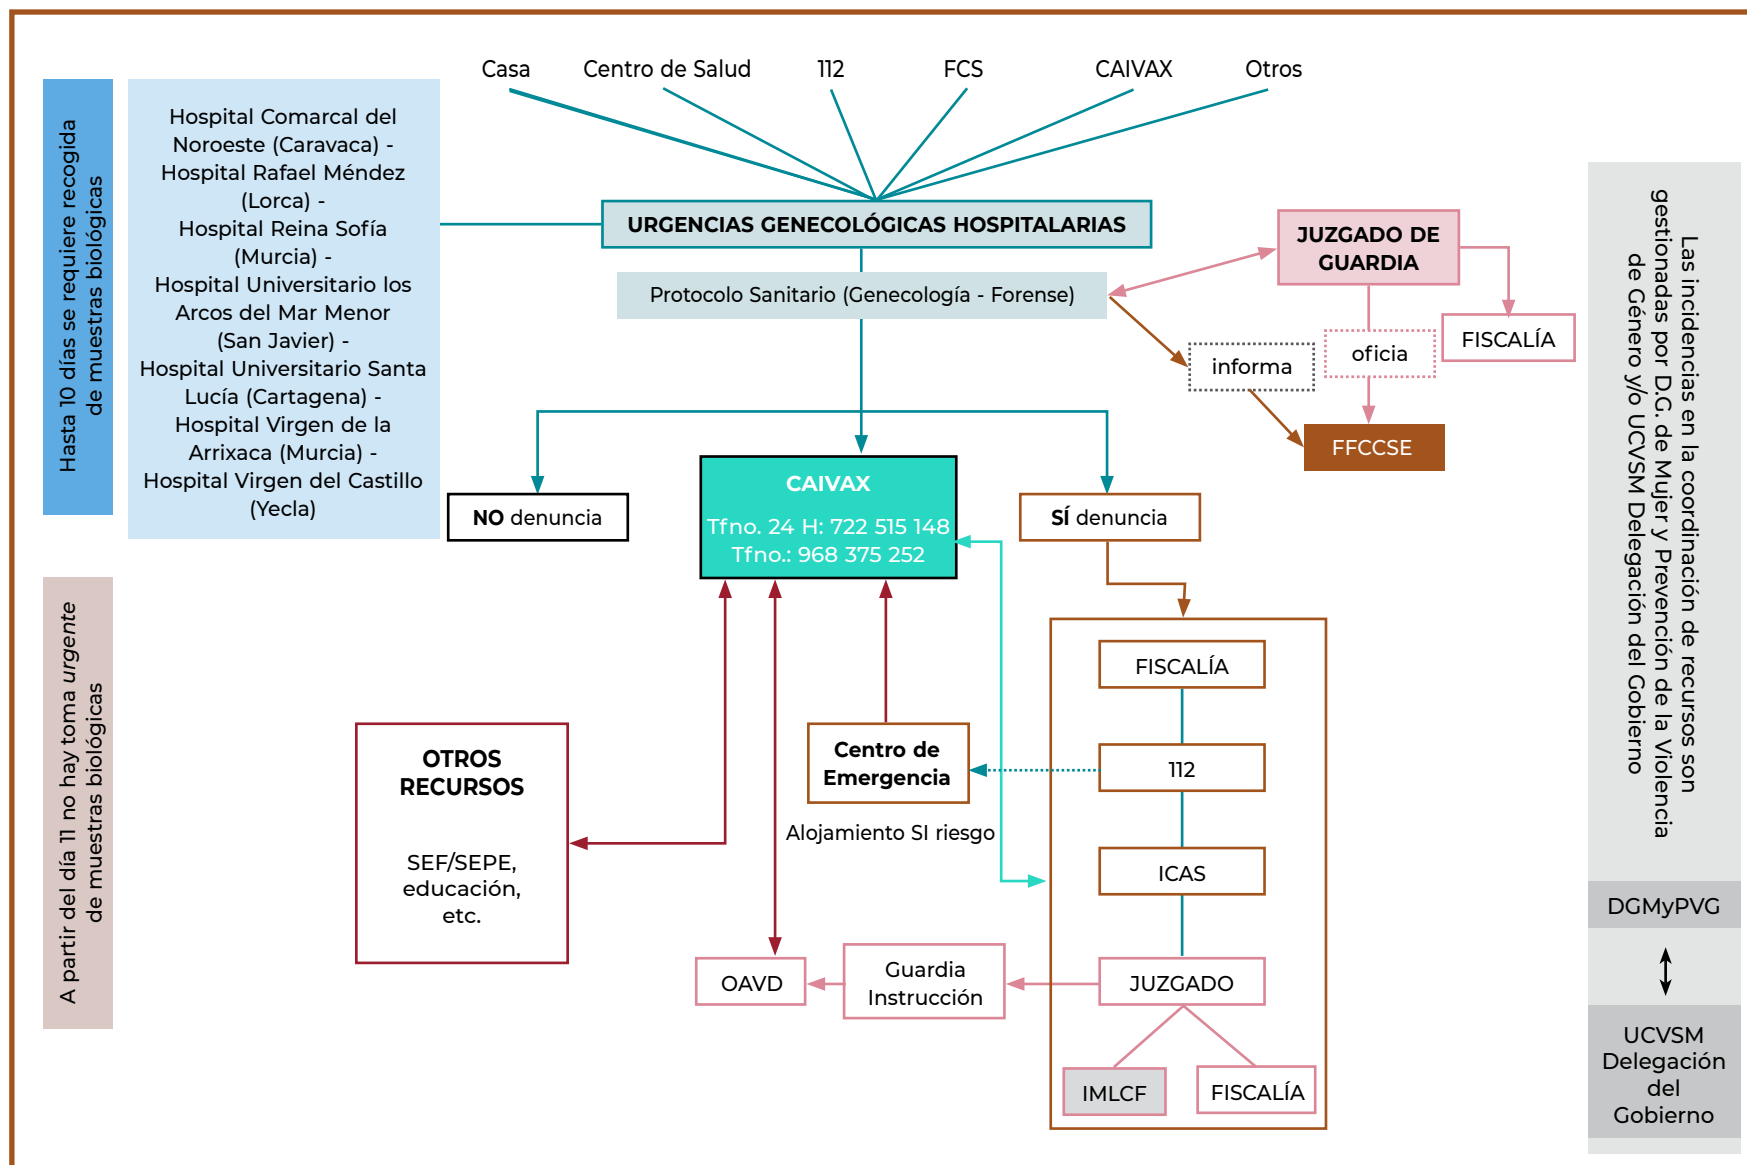 Casa
Centro de Salud
112
FCS
CAIVAX
Otros
Hasta 10 días se requiere recogida
de muestras biológicas
Hospital Comarcal del
Noroeste (Caravaca) -
Hospital Rafael Méndez
(Lorca) -
Hospital Reina Sofía
(Murcia) -
Hospital Universitario los
Arcos del Mar Menor
(San Javier) -
Hospital Universitario Santa
Lucía (Cartagena) -
Hospital Virgen de la
Arrixaca (Murcia) -
Hospital Virgen del Castillo
(Yecla)
URGENCIAS GENECOLÓGICAS HOSPITALARIAS
Protocolo Sanitario (Genecología - Forense)
JUZGADO DE
GUARDIA
FISCALÍA
informa
oficia
FFCCSE
NO denuncia
CAIVAX
Tfno. 24 H: 722 515 148
Tfno.: 968 375 252
SÍ denuncia
A partir del día 11 no hay toma urgente
de muestras biológicas
OTROS
RECURSOS
SEF/SEPE,
educación,
etc.
Centro de
Emergencia
Alojamiento SI riesgo
FISCALÍA
112
ICAS
JUZGADO
Guardia
Instrucción
OAVD
IMLCF
FISCALÍA
Las incidencias en la coordinación de recursos son
gestionadas por D.G. de Mujer y Prevención de la Violencia
de Género y/o UCVSM Delegación del Gobierno
DGMyPVG
UCVSM
Delegación
del
Gobierno